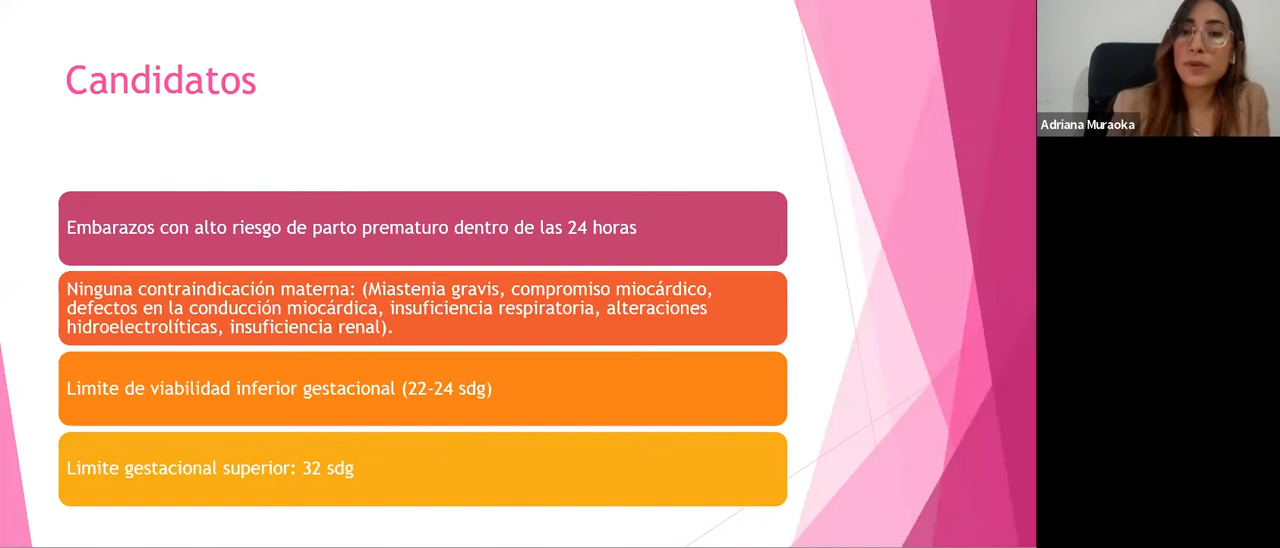 Candidatos
Embarazos con alto riesgo de parto prematuro dentro de las 24 horas
Ninguna contraindicación materna: (Miastenia gravis, compromiso miocárdico,
defectos en la conducción miocárdica, insuficiencia respiratoria, alteraciones
hidroelectrolíticas, insuficiencia renal).
Limite de viabilidad inferior gestacional (22-24 sdg)
Limite gestacional superior: 32 sdg
Adriana Muraoka